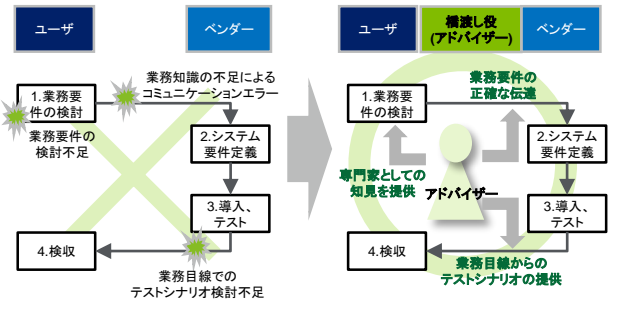 ユーザ
ベンダー
業務知識の不足による
コミュニケーションエラー
1.業務要
件の検討
業務要件の
検討不足
2.システム
要件定義
3.導入、
テスト
4.検収
業務目線での
テストシナリオ検討不足
ユーザ
橋渡し役
(アドバイザー)
ベンダー
業務要件の
正確な伝達
1.業務要
件の検討
2.システム
要件定義
専門家としての
知見を提供
アドバイザー
3.導入、
テスト
4.検収
業務目線からの
テストシナリオの提供